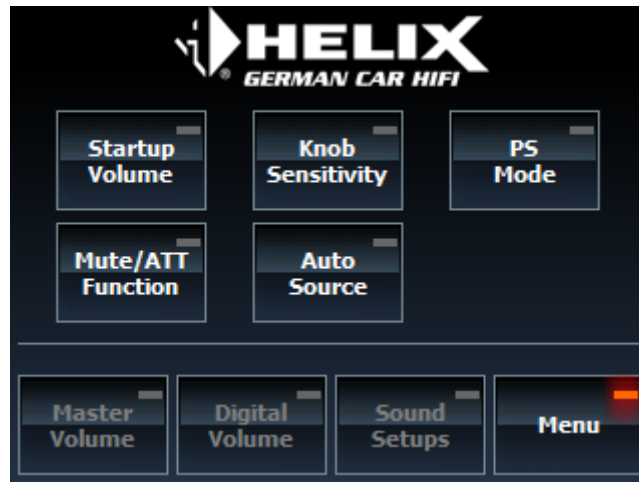 HELIX
®
GERMAN CAR HIFI
Startup
Volume
Knob
Sensitivity
PS
Mode
Mute/ATT
Function
Auto
Source
Master
Volume
Digital
Volume
Sound
Setups
Menu